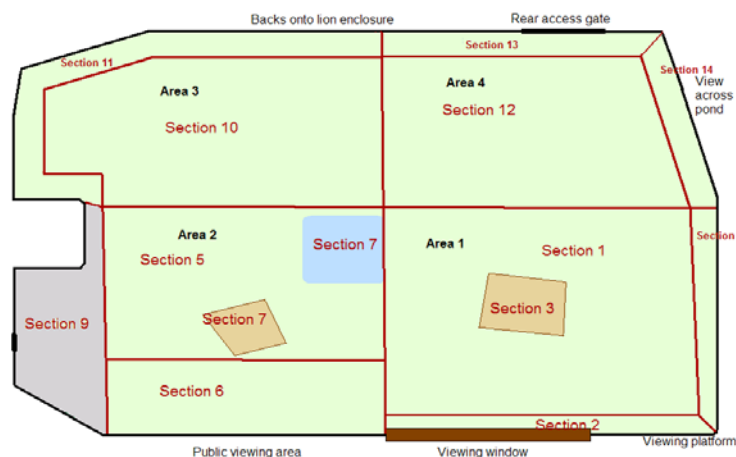 Backs onto lion enclosure
Rear access gate
Section 13
Section 11
Section 14
Area 3
Area 4
View
across
pond
Section 12
Section 10
Area 2
Section 7
Area 1
Section 1
Section
Section 5
Section 3
Section 7
Section 9
Section 6
Section 2
Viewing platform
Public viewing area
Viewing window